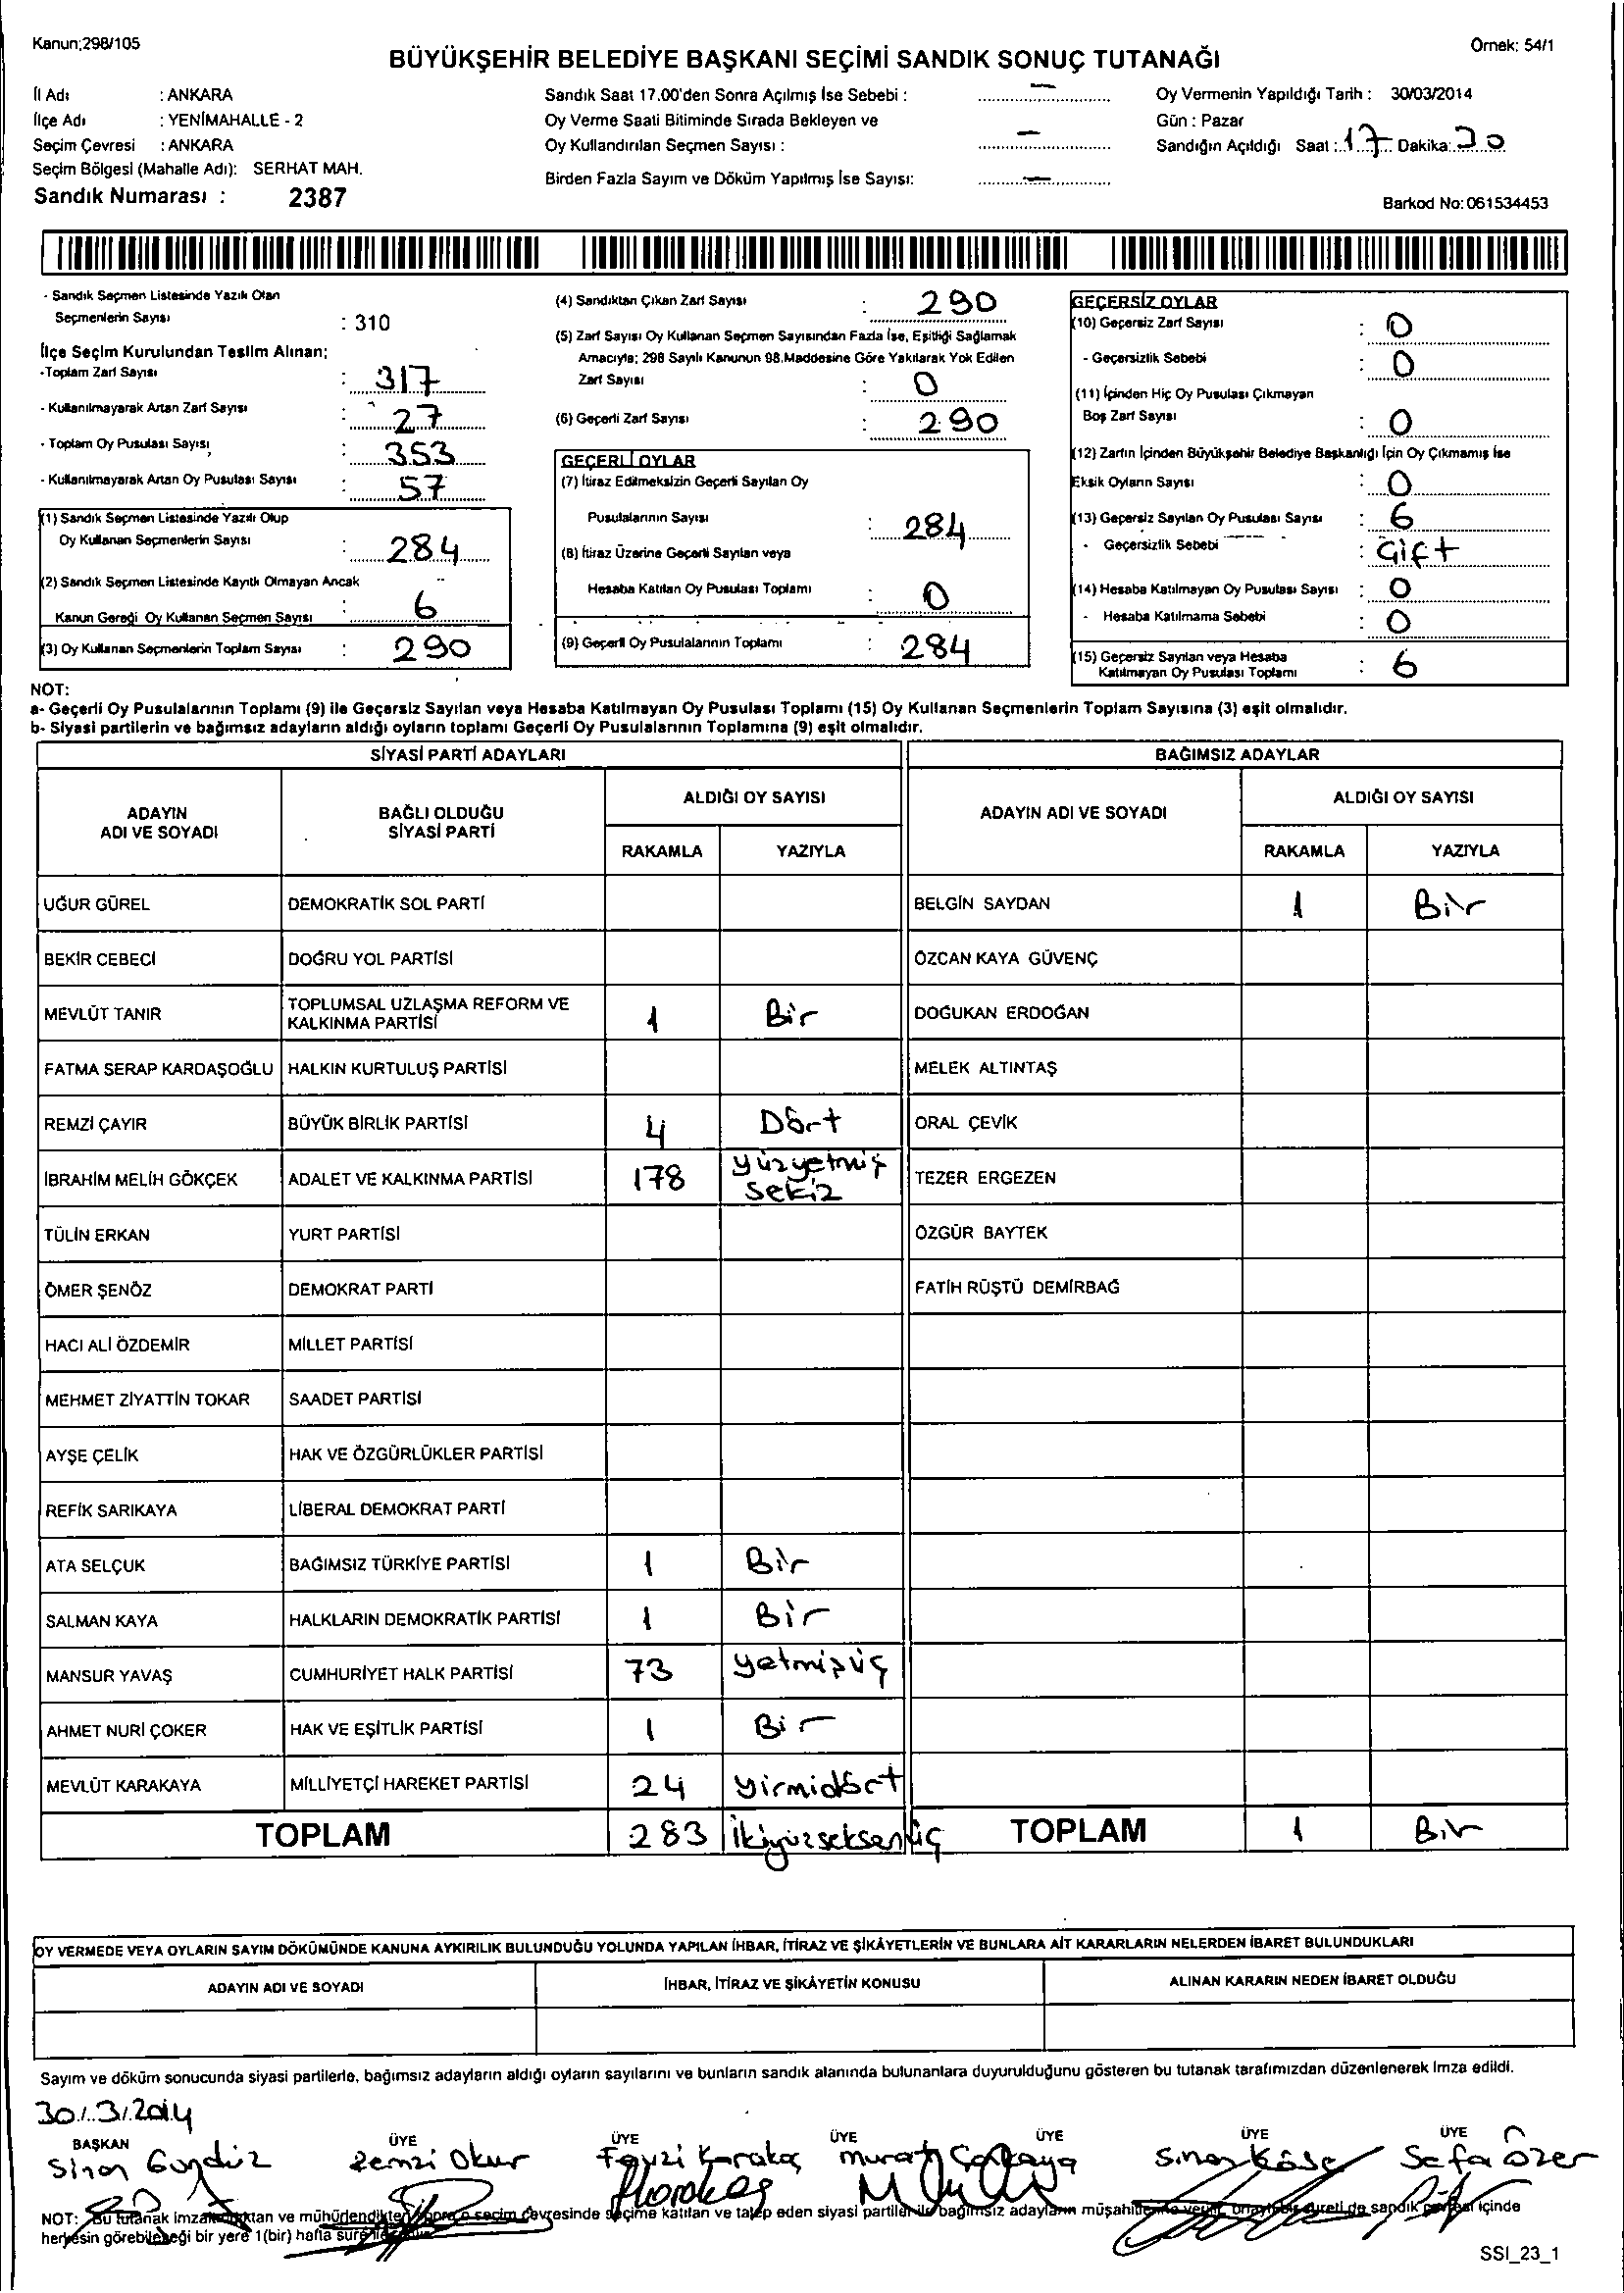 Kanun;298/105
Örnek: 54/1
BÜYÜKŞEHİR BELEDİYE BAŞKANI SEÇİMİ SANDIK SONUÇ TUTANAĞI
İl Adı : ANKARA
İlçe Adı : YENİMAHALLE - 2
Seçim Çevresi : ANKARA
Seçim Bölgesi (Mahalle Adı): SERHAT MAH.
Sandık Numarası : 2387
Sandık Saat 17.00'den Sonra Açılmış İse Sebebi : —
Oy Verme Saati Bitiminde Sırada Bekleyen ve
Oy Kullandırılan Seçmen Sayısı : —
Birden Fazla Sayım ve Döküm Yapılmış İse Sayısı: —
Oy Vermenin Yapıldığı Tarih : 30/03/2014
Gün : Pazar
Sandığın Açıldığı Saat : 17 Dakika: 30
Barkod No: 061534453
- Sandık Seçmen Listesinde Yazılı Olan
Seçmenlerin Sayısı : 310
İlçe Seçim Kurulundan Teslim Alınan;
-Toplam Zarf Sayısı : 317
- Kullanılmayarak Artan Zarf Sayısı : 27
- Toplam Oy Pusulası Sayısı : 353
- Kullanılmayarak Artan Oy Pusulası Sayısı : 57
(1) Sandık Seçmen Listesinde Yazılı Olup
Oy Kullanan Seçmenlerin Sayısı : 284
(2) Sandık Seçmen Listesinde Kayıtlı Olmayan Ancak
Kanun Gereği Oy Kullanan Seçmen Sayısı : 6
(3) Oy Kullanan Seçmenlerin Toplam Sayısı : 290
(4) Sandıktan Çıkan Zarf Sayısı : 290
(5) Zarf Sayısı Oy Kullanan Seçmen Sayısından Fazla İse, Eşitliği Sağlamak
Amacıyla; 298 Sayılı Kanunun 98.Maddesine Göre Yakılarak Yok Edilen
Zarf Sayısı : 0
(6) Geçerli Zarf Sayısı : 290
GEÇERLİ OYLAR
(7) İtiraz Edilmeksizin Geçerli Sayılan Oy
Pusulalarının Sayısı : 284
(8) İtiraz Üzerine Geçerli Sayılan veya
Hesaba Katılan Oy Pusulası Toplamı : 0
(9) Geçerli Oy Pusulalarının Toplamı : 284
GEÇERSİZ OYLAR
(10) Geçersiz Zarf Sayısı : 0
- Geçersizlik Sebebi : 0
(11) İçinden Hiç Oy Pusulası Çıkmayan
Boş Zarf Sayısı : 0
(12) Zarfın İçinden Büyükşehir Belediye Başkanlığı İçin Oy Çıkmamış İse
Eksik Oyların Sayısı : 0
(13) Geçersiz Sayılan Oy Pusulası Sayısı : 6
- Geçersizlik Sebebi : Çift
(14) Hesaba Katılmayan Oy Pusulası Sayısı : 0
- Hesaba Katılmama Sebebi : 0
(15) Geçersiz Sayılan veya Hesaba
Katılmayan Oy Pusulası Toplamı : 6
NOT:
a- Geçerli Oy Pusulalarının Toplamı (9) ile Geçersiz Sayılan veya Hesaba Katılmayan Oy Pusulası Toplamı (15) Oy Kullanan Seçmenlerin Toplam Sayısına (3) eşit olmalıdır.
b- Siyasi partilerin ve bağımsız adayların aldığı oyların toplamı Geçerli Oy Pusulalarının Toplamına (9) eşit olmalıdır.
SİYASİ PARTİ ADAYLARI BAĞIMSIZ ADAYLAR
ADAYIN ADI VE SOYADI BAĞLI OLDUĞU SİYASİ PARTİ ALDIĞI OY SAYISI ADAYIN ADI VE SOYADI ALDIĞI OY SAYISI
RAKAMLA YAZIYLA RAKAMLA YAZIYLA
UĞUR GÜREL DEMOKRATİK SOL PARTİ BELGİN SAYDAN 1 Bir
BEKİR CEBECİ DOĞRU YOL PARTİSİ ÖZCAN KAYA GÜVENÇ
MEVLÜT TANIR TOPLUMSAL UZLAŞMA REFORM VE KALKINMA PARTİSİ 1 Bir DOĞUKAN ERDOĞAN
FATMA SERAP KARDAŞOĞLU HALKIN KURTULUŞ PARTİSİ MELEK ALTINTAŞ
REMZİ ÇAYIR BÜYÜK BİRLİK PARTİSİ 4 Dört ORAL ÇEVİK
İBRAHİM MELİH GÖKÇEK ADALET VE KALKINMA PARTİSİ 178 yüzyetmiş sekiz TEZER ERGEZEN
TÜLİN ERKAN YURT PARTİSİ ÖZGÜR BAYTEK
ÖMER ŞENÖZ DEMOKRAT PARTİ FATİH RÜŞTÜ DEMİRBAĞ
HACI ALİ ÖZDEMİR MİLLET PARTİSİ
MEHMET ZİYATTİN TOKAR SAADET PARTİSİ
AYŞE ÇELİK HAK VE ÖZGÜRLÜKLER PARTİSİ
REFİK SARIKAYA LİBERAL DEMOKRAT PARTİ
ATA SELÇUK BAĞIMSIZ TÜRKİYE PARTİSİ 1 Bir
SALMAN KAYA HALKLARIN DEMOKRATİK PARTİSİ 1 Bir
MANSUR YAVAŞ CUMHURİYET HALK PARTİSİ 73 yetmişüç
AHMET NURİ ÇOKER HAK VE EŞİTLİK PARTİSİ 1 Bir
MEVLÜT KARAKAYA MİLLİYETÇİ HAREKET PARTİSİ 24 yirmidört
TOPLAM 283 İkiyüzseksenüç TOPLAM 1 Bir
OY VERMEDE VEYA OYLARIN SAYIM DÖKÜMÜNDE KANUNA AYKIRILIK BULUNDUĞU YOLUNDA YAPILAN İHBAR, İTİRAZ VE ŞİKÂYETLERİN VE BUNLARA AİT KARARLARIN NELERDEN İBARET BULUNDUKLARI
ADAYIN ADI VE SOYADI İHBAR, İTİRAZ VE ŞİKÂYETİN KONUSU ALINAN KARARIN NEDEN İBARET OLDUĞU
Sayım ve döküm sonucunda siyasi partilerle, bağımsız adayların aldığı oyların sayılarını ve bunların sandık alanında bulunanlara duyurulduğunu gösteren bu tutanak tarafımızdan düzenlenerek imza edildi.
30/3/2014
BAŞKAN ÜYE ÜYE ÜYE ÜYE ÜYE ÜYE
Sinan Gündüz Remzi Okur Fevzi Karakoç Murat Sinan Köse Sefa Özer
NOT: Bu tutanak imzalandıktan ve mühürlendikten sonra o seçim çevresinde seçime katılan ve talep eden siyasi partiler ile bağımsız adayların müşahitlerine verilir, onaylı bir sureti de sandık çevresi içinde
herkesin görebileceği bir yere 1(bir) hafta süre ile
SSI_23_1